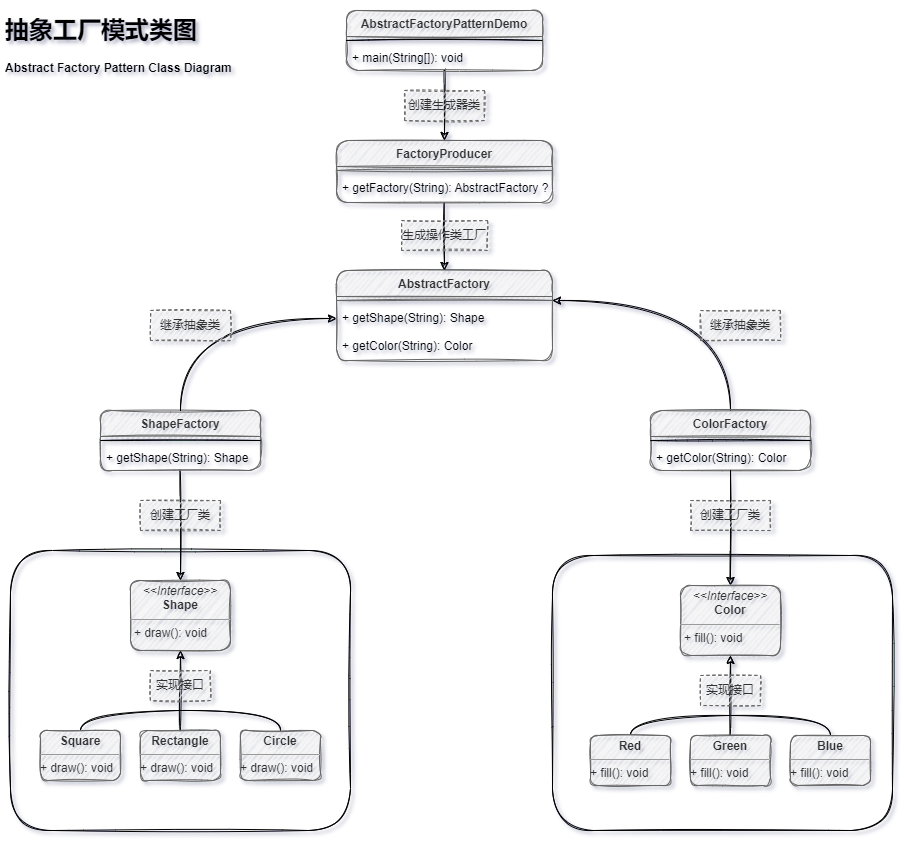 抽象工厂模式类图
Abstract Factory Pattern Class Diagram
AbstractFactoryPatternDemo
+ main(String[]): void
创建生成器类
FactoryProducer
+ getFactory(String): AbstractFactory ?
生成操作类工厂
AbstractFactory
+ getShape(String): Shape
+ getColor(String): Color
继承抽象类
继承抽象类
ShapeFactory
+ getShape(String): Shape
ColorFactory
+ getColor(String): Color
创建工厂类
创建工厂类
<<Interface>>
Shape
+ draw(): void
<<Interface>>
Color
+ fill(): void
实现接口
实现接口
Square
+ draw(): void
Rectangle
+ draw(): void
Circle
+ draw(): void
Red
+ fill(): void
Green
+ fill(): void
Blue
+ fill(): void